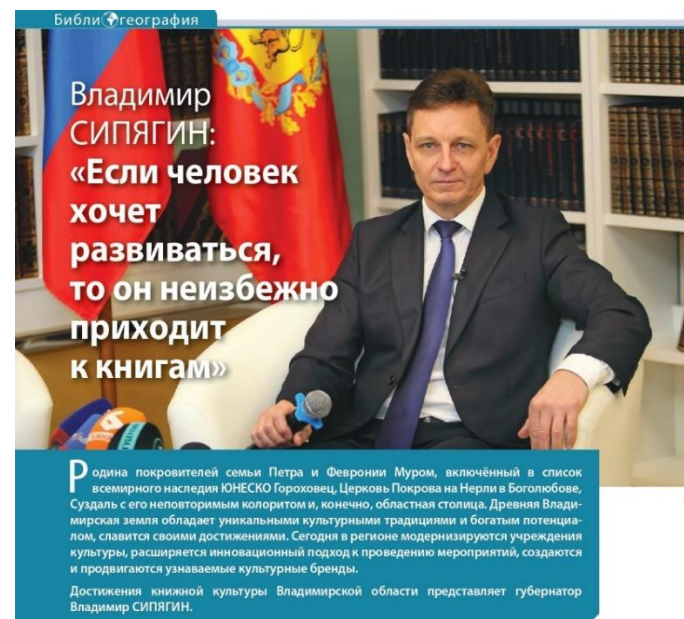 Библи география
Владимир
СИПЯГИН:
«Если человек
хочет
развиваться,
то он неизбежно
приходит
к книгам»
Родина покровителей семьи Петра и Февронии Муром, включённый в список
всемирного наследия ЮНЕСКО Гороховец, Церковь Покрова на Нерли в Боголюбове,
Суздаль с его неповторимым колоритом и, конечно, областная столица. Древняя Влади-
мирская земля обладает уникальными культурными традициями и богатым потенциа-
лом, славится своими достижениями. Сегодня в регионе модернизируются учреждения
культуры, расширяется инновационный подход к проведению мероприятий, создаются
и продвигаются узнаваемые культурные бренды.
Достижения книжной культуры Владимирской области представляет губернатор
Владимир СИПЯГИН.